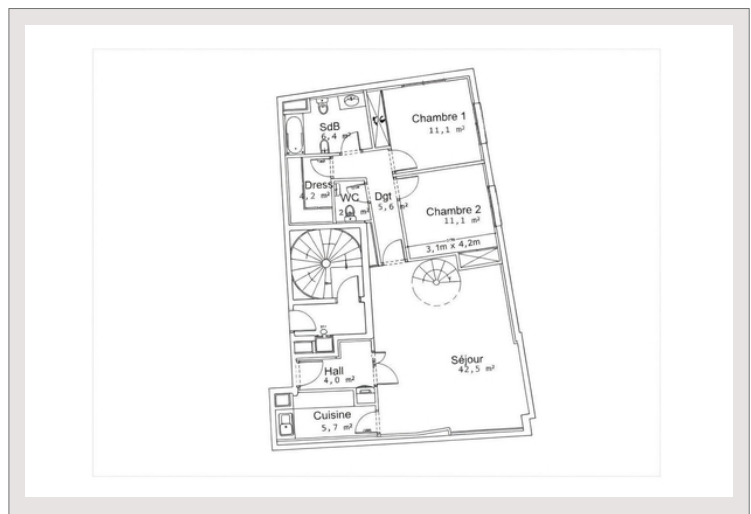 Chambre 1
11,1 m²
SdB
6,4 m²
Dress
4,2 m²
WC
Dgt
5,6 m²
Chambre 2
11,1 m²
3,1m x 4,2m
Séjour
42,5 m²
Hall
4,0 m²
Cuisine
5,7 m²